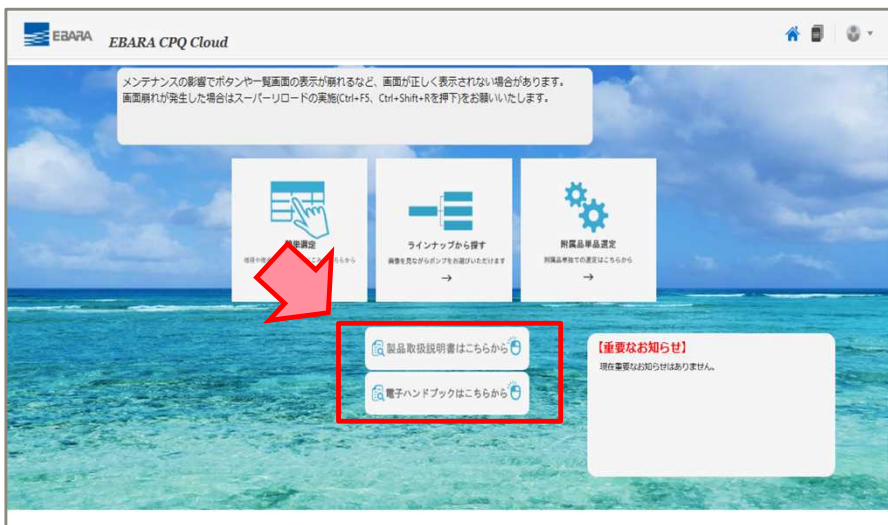 EBARA
EBARA CPQ Cloud
メンテナンスの影響でボタンや一覧画面の表示が崩れるなど、画面が正しく表示されない場合があります。
画面崩れが発生した場合はスーパーリロードの実施(Ctrl+F5、Ctrl+Shift+Rを押下)をお願いいたします。
選定
ラインナップから探す
附属品単品選定
こちらから
画像を見ながらポンプをお選びいただけます
附属品単独での選定はこちらから
→
→
製品取扱説明書はこちらから
電子ハンドブックはこちらから
【重要なお知らせ】
現在重要なお知らせはありません。